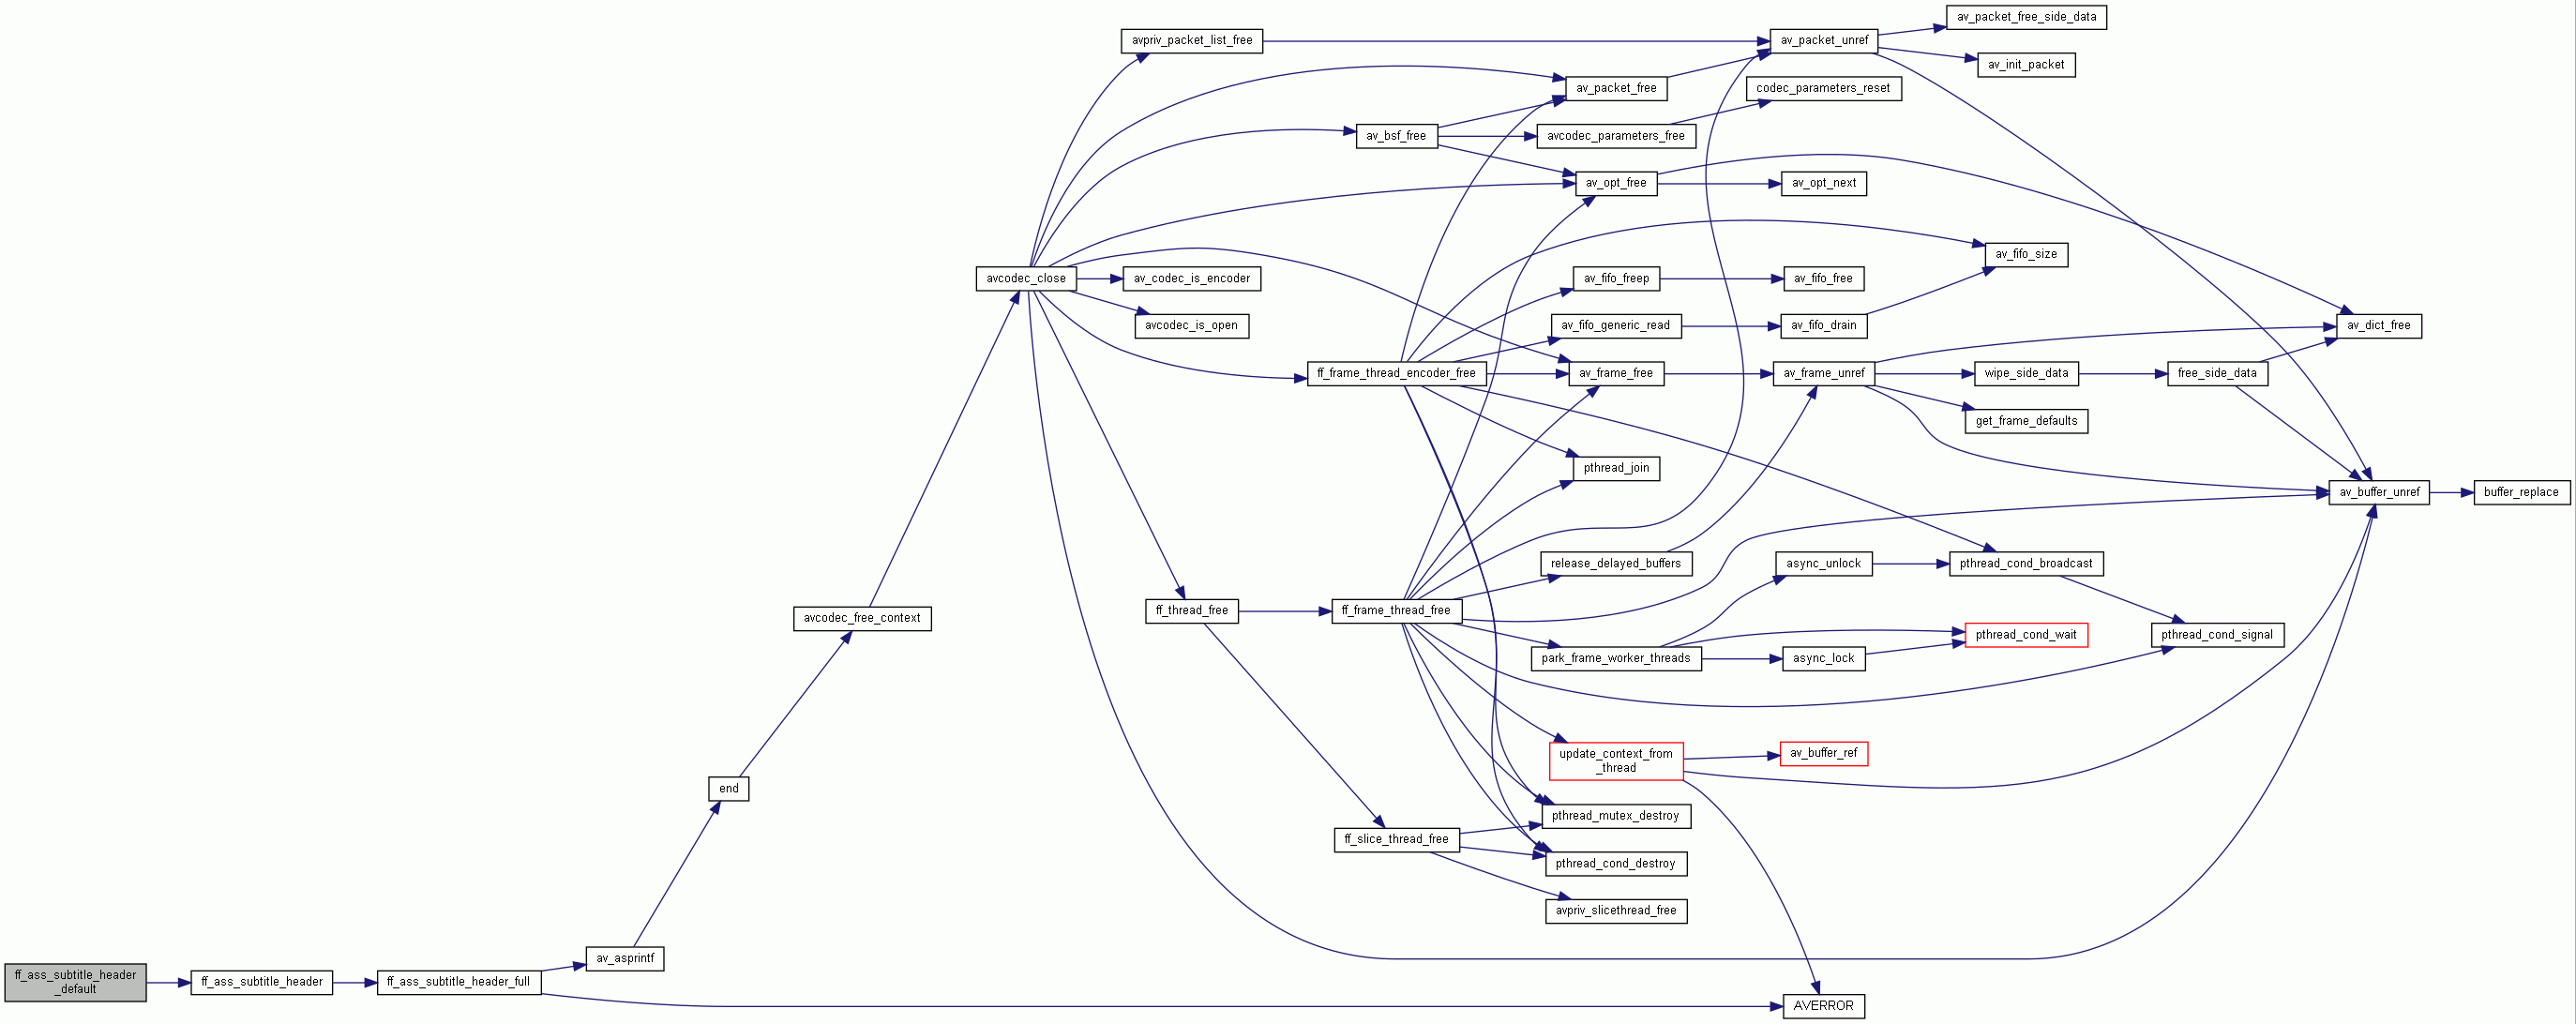 av_packet_free_side_data
avpriv_packet_list_free
av_packet_unref
av_init_packet
av_packet_free
codec_parameters_reset
av_bsf_free
avcodec_parameters_free
av_opt_free
av_opt_next
av_fifo_size
avcodec_close
av_codec_is_encoder
av_fifo_freep
av_fifo_free
avcodec_is_open
av_fifo_generic_read
av_fifo_drain
av_dict_free
ff_frame_thread_encoder_free
av_frame_free
av_frame_unref
wipe_side_data
free_side_data
get_frame_defaults
pthread_join
av_buffer_unref
buffer_replace
release_delayed_buffers
async_unlock
pthread_cond_broadcast
avcodec_free_context
ff_thread_free
ff_frame_thread_free
pthread_cond_wait
pthread_cond_signal
park_frame_worker_threads
async_lock
update_context_from
_thread
av_buffer_ref
end
pthread_mutex_destroy
ff_slice_thread_free
pthread_cond_destroy
avpriv_slicethread_free
av_asprintf
ff_ass_subtitle_header
_default
ff_ass_subtitle_header
ff_ass_subtitle_header_full
AVERROR